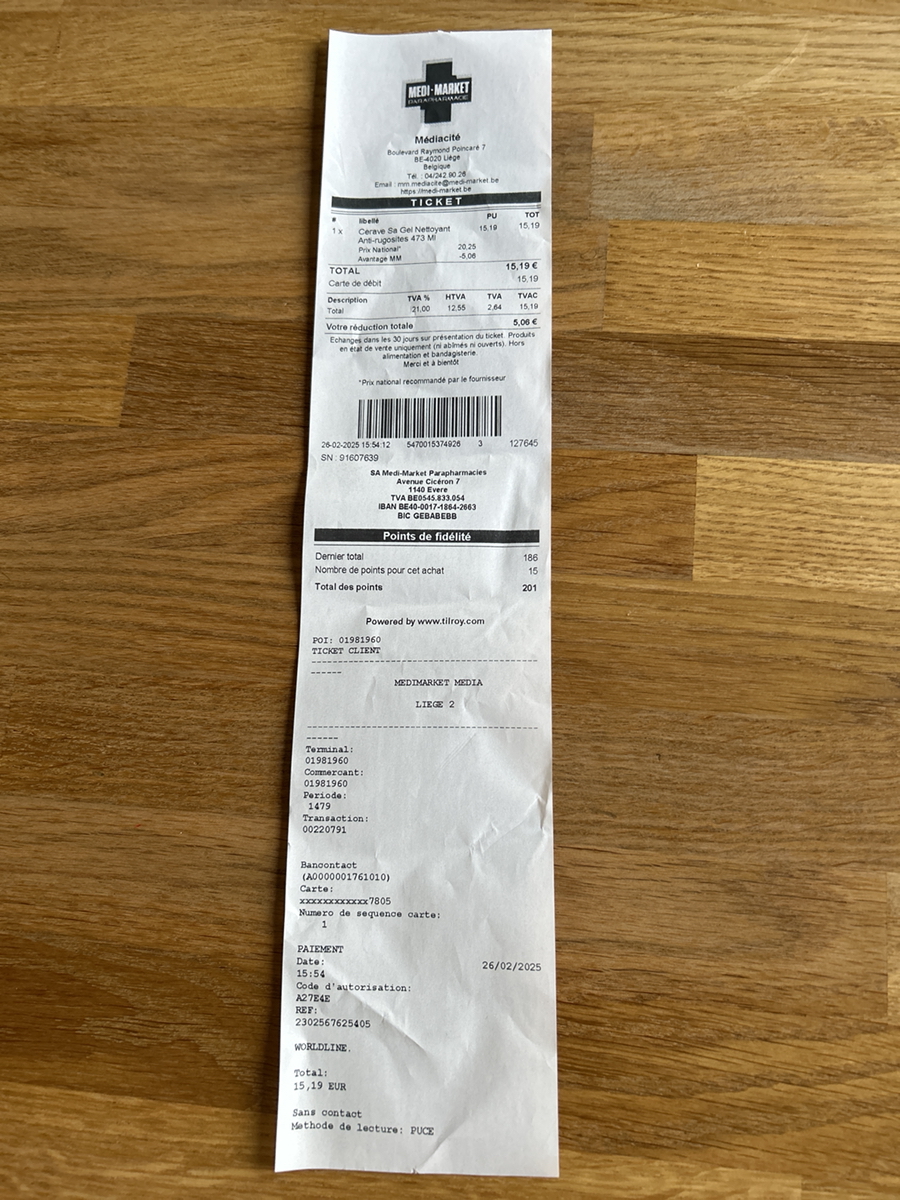 MEDI-MARKET
PARAPHARMACIE
Médiacité
Boulevard Raymond Poincaré 7
BE-4020 Liège
Belgique
Tél. : 04/242.90.26
Email : mm.mediacite@medi-market.be
https://medi-market.be
TICKET
# libellé PU TOT
1 x Cerave Sa Gel Nettoyant 15,19 15,19
Anti-rugosites 473 Ml
Prix National* 20,25
Avantage MM -5,06
TOTAL 15,19 €
Carte de débit 15,19
Description TVA % HTVA TVA TVAC
Total 21,00 12,55 2,64 15,19
Votre réduction totale 5,06 €
Echanges dans les 30 jours sur présentation du ticket. Produits
en état de vente uniquement (ni abîmés ni ouverts). Hors
alimentation et bandagisterie.
Merci et à bientôt
*Prix national recommandé par le fournisseur
26-02-2025 15:54:12 5470015374926 3 127645
SN : 91607639
SA Medi-Market Parapharmacies
Avenue Cicéron 7
1140 Evere
TVA BE0545.833.054
IBAN BE40-0017-1864-2663
BIC GEBABEBB
Points de fidélité
Dernier total 186
Nombre de points pour cet achat 15
Total des points 201
Powered by www.tilroy.com
POI: 01981960
TICKET CLIENT
--------------------------------------
------
MEDIMARKET MEDIA
LIEGE 2
--------------------------------------
------
Terminal:
01981960
Commercant:
01981960
Periode:
1479
Transaction:
00220791
Bancontact
(A0000001761010)
Carte:
xxxxxxxxxxxx7805
Numero de sequence carte:
1
PAIEMENT
Date: 26/02/2025
15:54
Code d'autorisation:
A27E4E
REF:
2302567625405
WORLDLINE.
Total:
15,19 EUR
Sans contact
Methode de lecture: PUCE